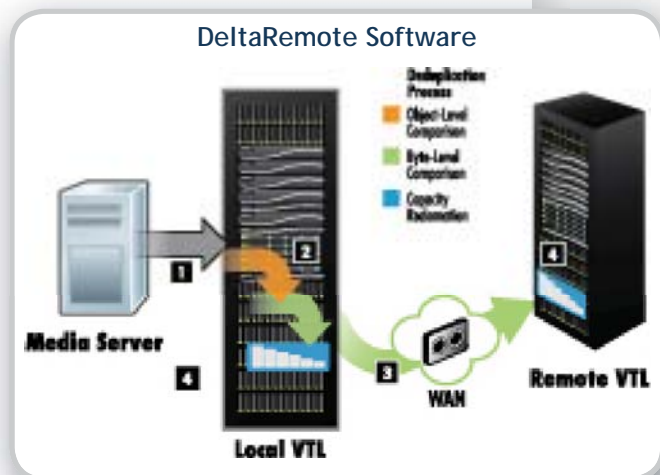 DeltaRemote Software
Deduplication
Process
Object-Level
Comparison
Byte-Level
Comparison
Capacity
Reclamation
1
2
3
4
4
Media Server
Local VTL
WAN
Remote VTL